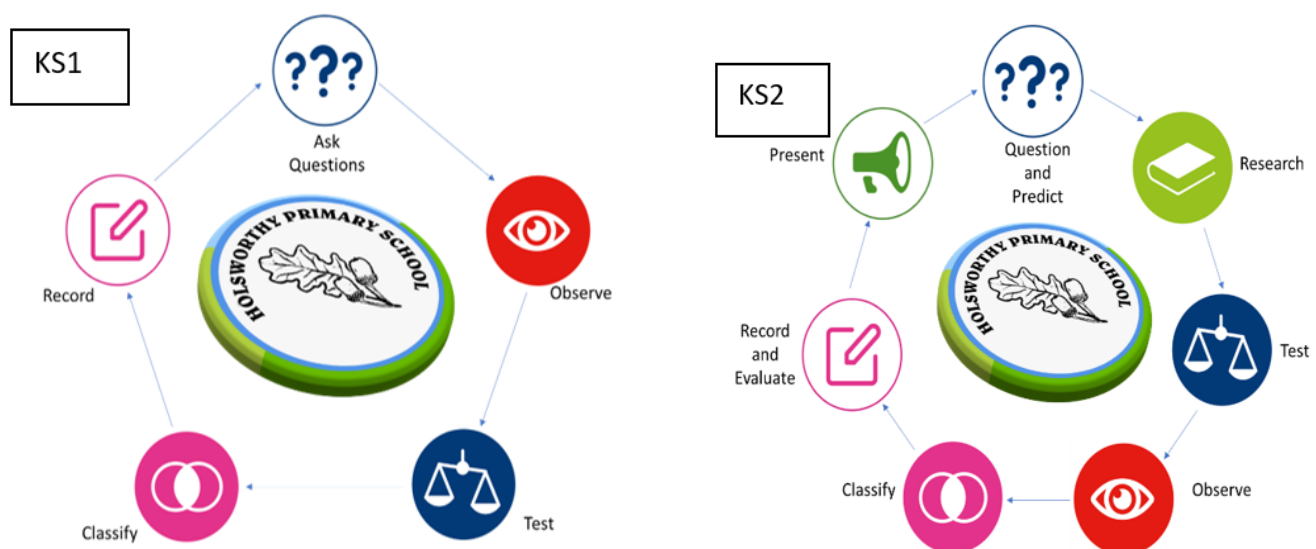 KS1
???
Ask
Questions
Observe
Test
Classify
Record
HOLSWORTHY PRIMARY SCHOOL
KS2
???
Question
and
Predict
Research
Test
Observe
Classify
Record
and
Evaluate
Present
HOLSWORTHY PRIMARY SCHOOL